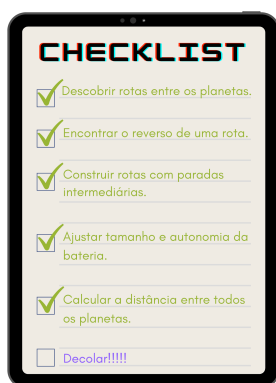 CHECKLIST
Descobrir rotas entre os planetas.
Encontrar o reverso de uma rota.
Construir rotas com paradas
intermediárias.
Ajustar tamanho e autonomia da
bateria.
Calcular a distância entre todos
os planetas.
Decolar!!!!!